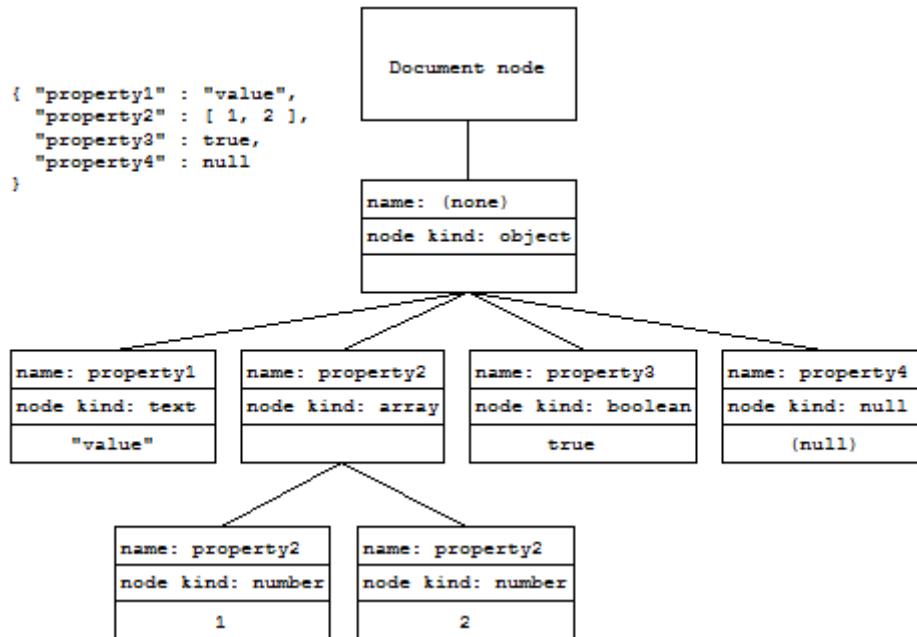 Document node
{ "property1" : "value",
"property2" : [ 1, 2 ],
"property3" : true,
"property4" : null
}
name: (none)
node kind: object
name: property1
node kind: text
"value"
name: property2
node kind: array
name: property3
node kind: boolean
true
name: property4
node kind: null
(null)
name: property2
node kind: number
1
name: property2
node kind: number
2